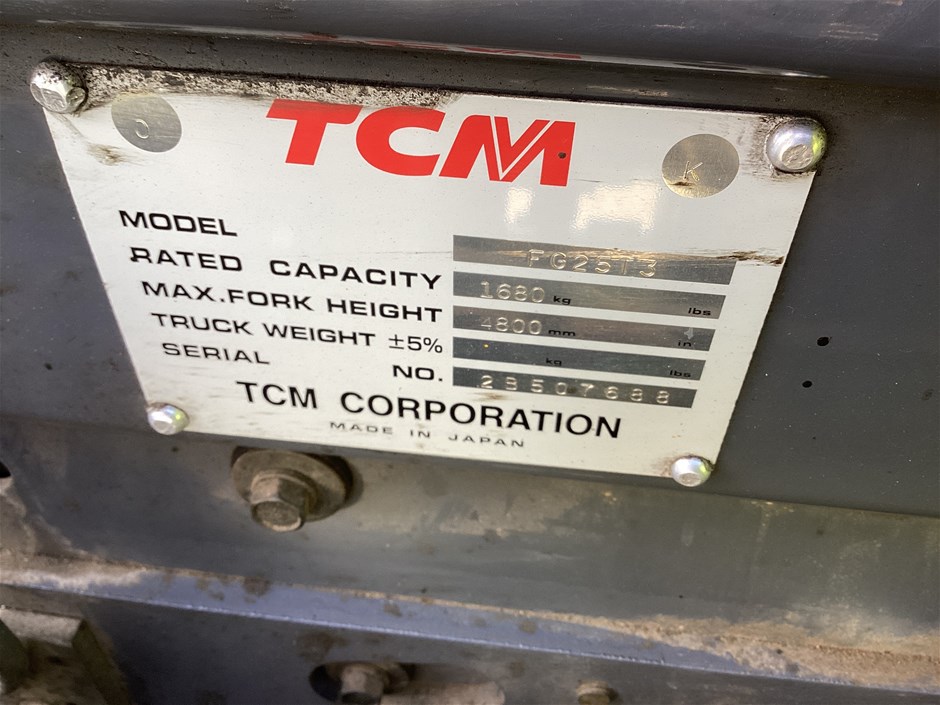 TCM
O K
MODEL FG25T3
RATED CAPACITY 1680 kg lbs
MAX.FORK HEIGHT 4800 mm in
TRUCK WEIGHT ±5% kg lbs
SERIAL NO. 2B507688
TCM CORPORATION
MADE IN JAPAN